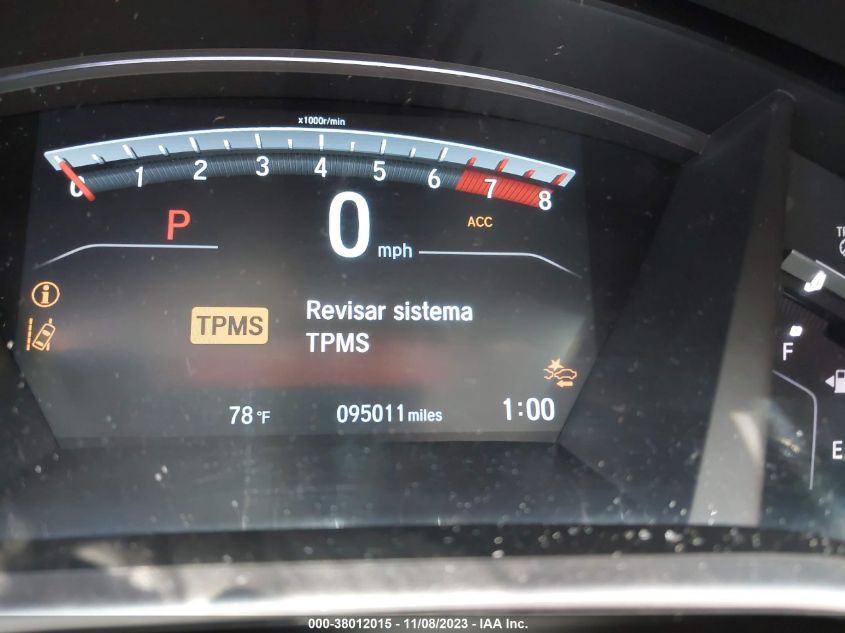 x1000r/min
0 1 2 3 4 5 6 7 8
P 0 mph ACC
TPMS Revisar sistema
TPMS
78 °F 095011 miles 1:00
F
E
000-38012015 - 11/08/2023 - IAA Inc.